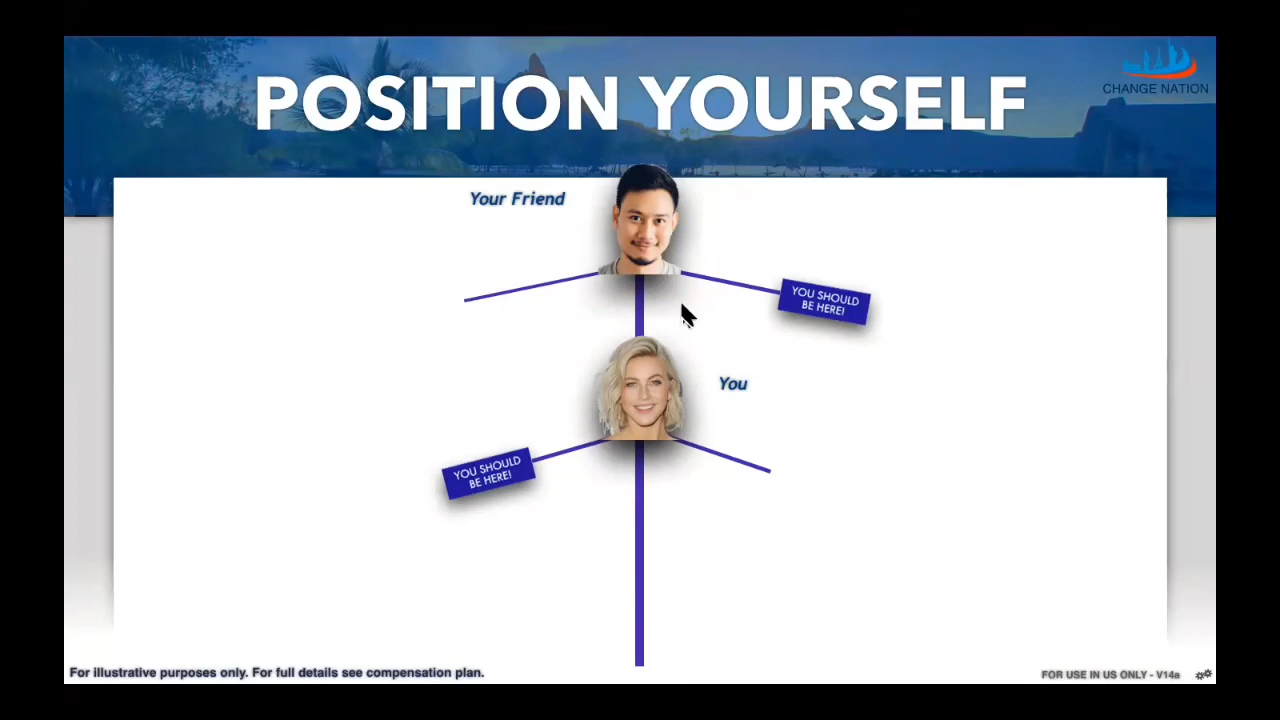 POSITION YOURSELF
CHANGE NATION
Your Friend
YOU SHOULD
BE HERE!
You
YOU SHOULD
BE HERE!
For illustrative purposes only. For full details see compensation plan.
FOR USE IN US ONLY - V14a